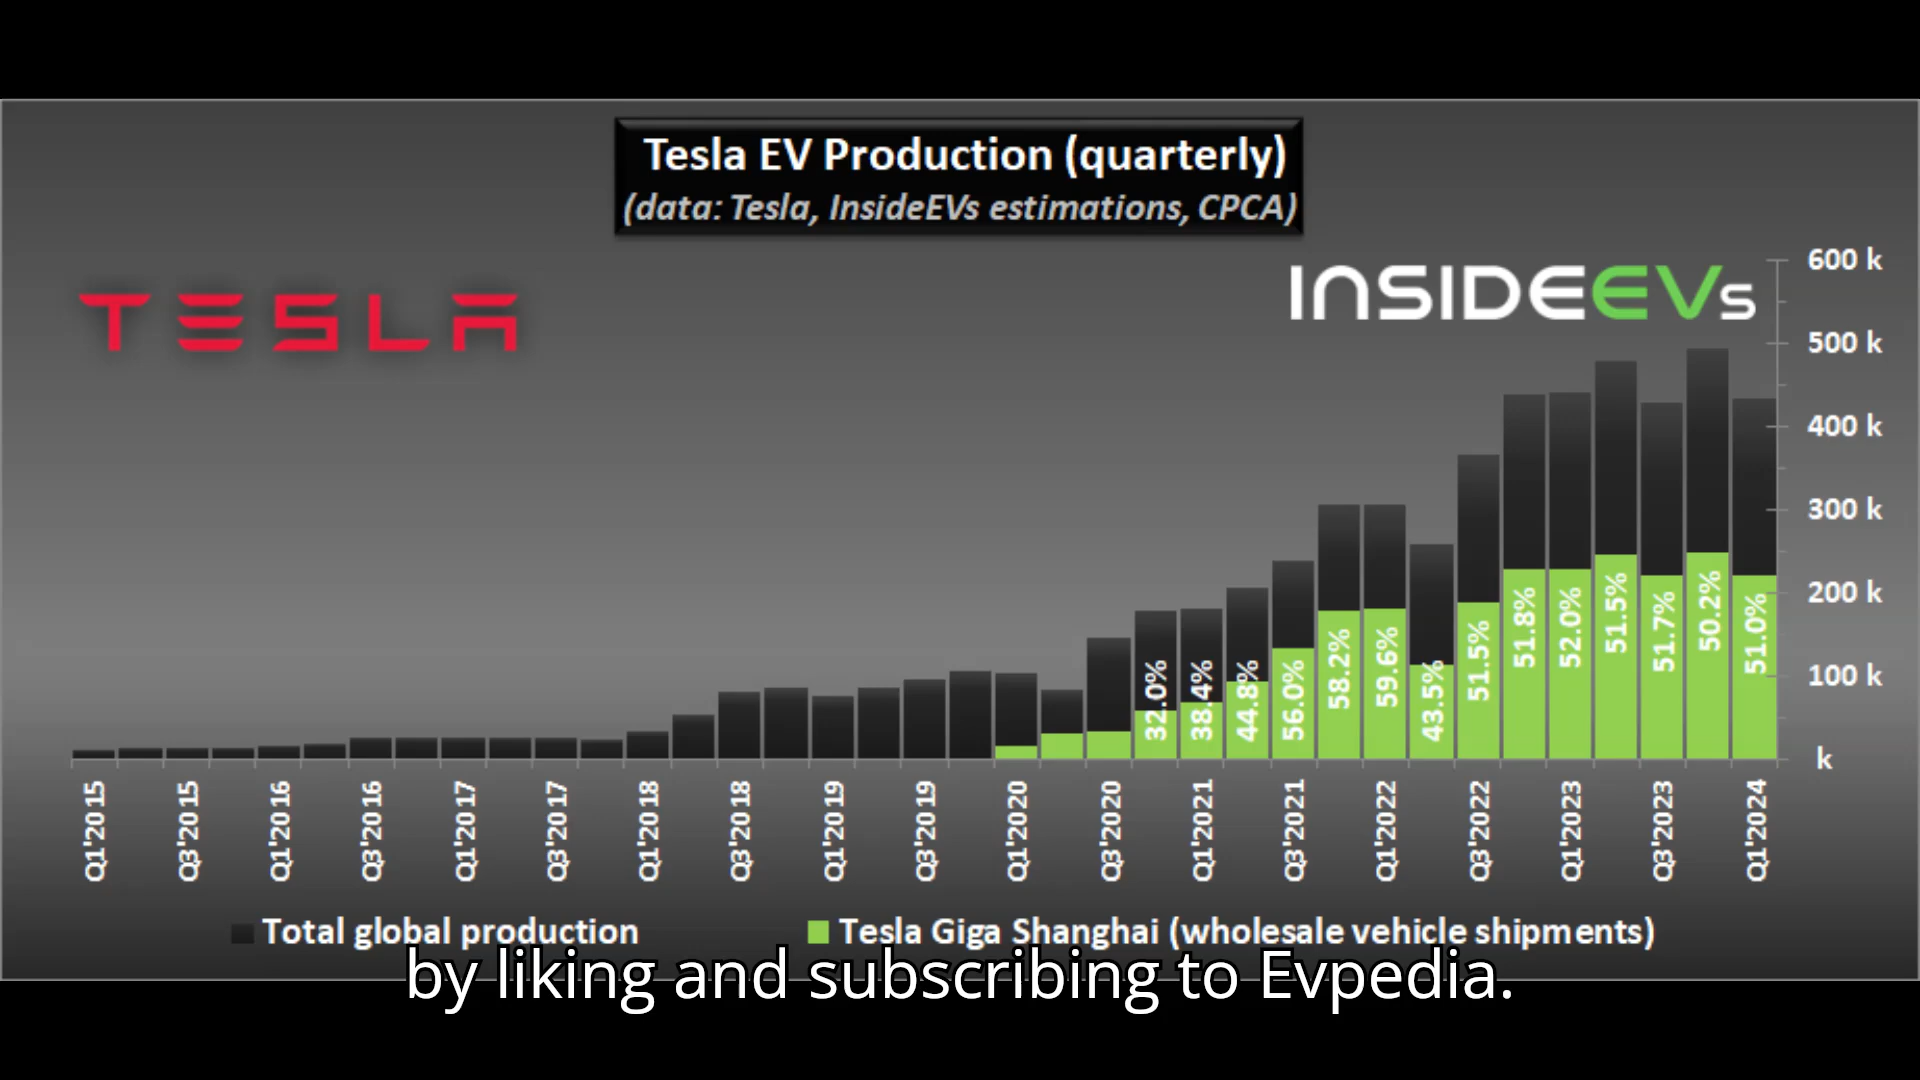 Tesla EV Production (quarterly)
(data: Tesla, InsideEVs estimations, CPCA)
TESLA
INSIDEEVs
600 k
500 k
400 k
300 k
200 k
100 k
k
32.0%
38.4%
44.8%
56.0%
58.2%
59.6%
43.5%
51.5%
51.8%
52.0%
51.5%
51.7%
50.2%
51.0%
Q1'2015
Q3'2015
Q1'2016
Q3'2016
Q1'2017
Q3'2017
Q1'2018
Q3'2018
Q1'2019
Q3'2019
Q1'2020
Q3'2020
Q1'2021
Q3'2021
Q1'2022
Q3'2022
Q1'2023
Q3'2023
Q1'2024
Total global production
Tesla Giga Shanghai (wholesale vehicle shipments)
by liking and subscribing to Evpedia.